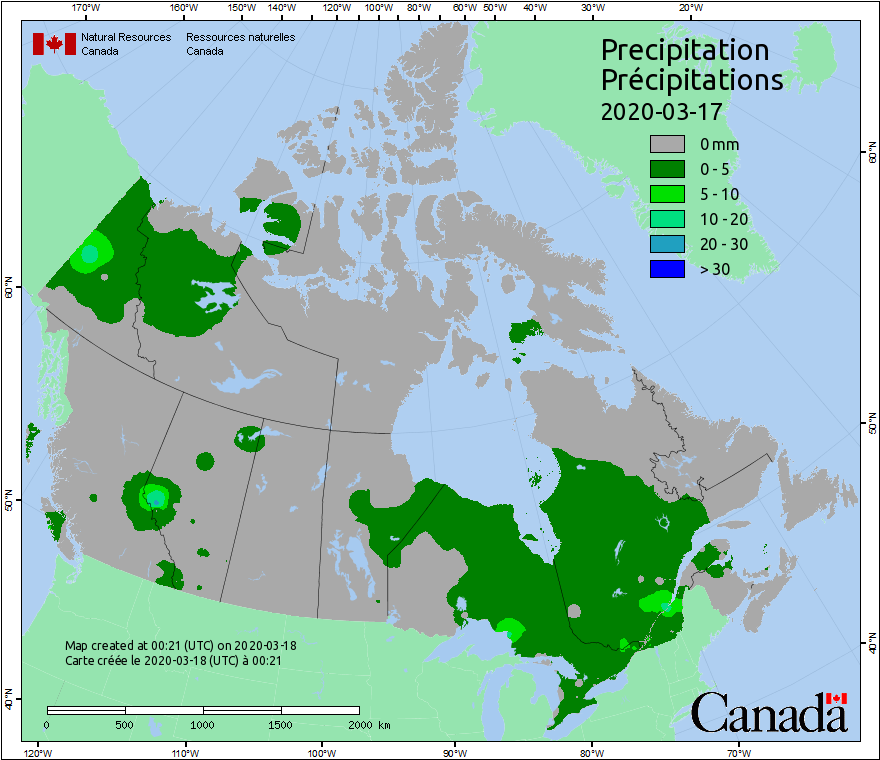 170°W 160°W 150°W 140°W 130°W 120°W 110°W 100°W 90°W 80°W 60°W 50°W 40°W 30°W 20°W
Natural Resources Ressources naturelles
Canada Canada
Precipitation
Précipitations
2020-03-17
0 mm
0 - 5
5 - 10
10 - 20
20 - 30
> 30
60°N
60°N
50°N
50°N
40°N
40°N
Map created at 00:21 (UTC) on 2020-03-18
Carte créée le 2020-03-18 (UTC) à 00:21
0 500 1000 1500 2000 km
Canada
120°W 110°W 100°W 90°W 80°W 70°W